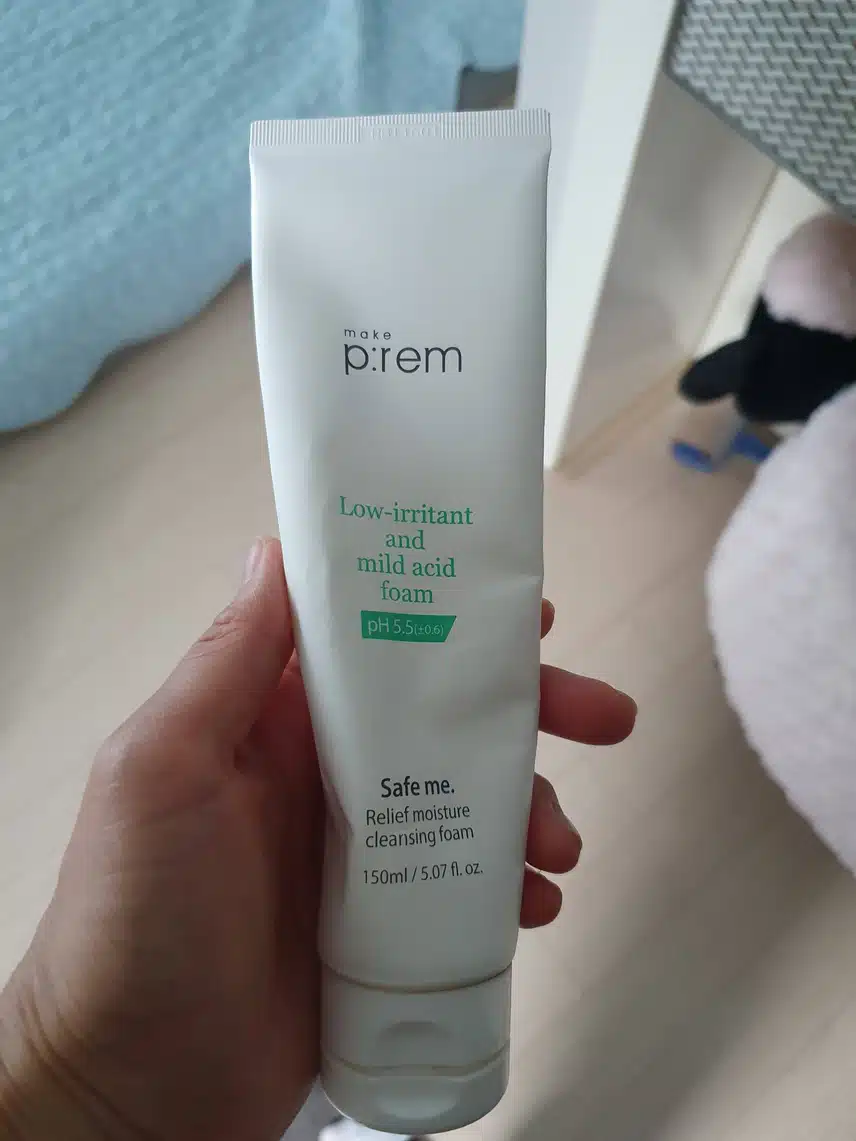 make
p:rem
Low-irritant
and
mild acid
foam
pH 5.5(±0.6)
Safe me.
Relief moisture
cleansing foam
150ml / 5.07 fl. oz.